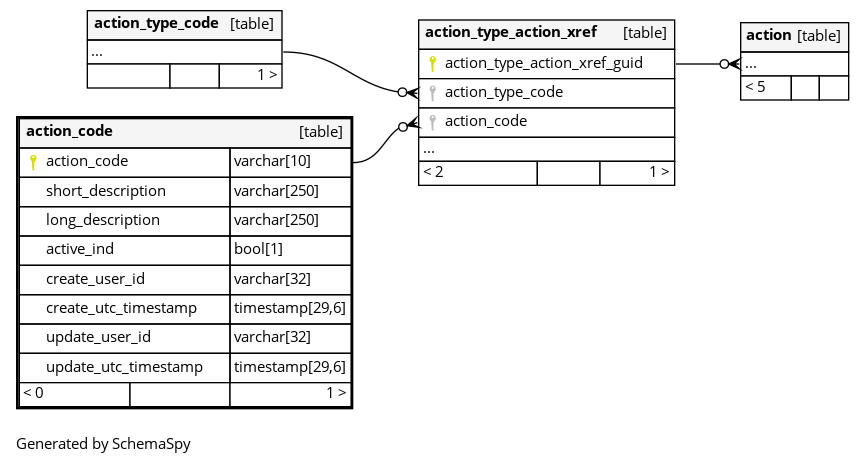 action_type_code [table]
...
1 >
action_type_action_xref [table]
action_type_action_xref_guid
action_type_code
action_code
...
< 2 1 >
action [table]
...
< 5
action_code [table]
action_code varchar[10]
short_description varchar[250]
long_description varchar[250]
active_ind bool[1]
create_user_id varchar[32]
create_utc_timestamp timestamp[29,6]
update_user_id varchar[32]
update_utc_timestamp timestamp[29,6]
< 0 1 >
Generated by SchemaSpy